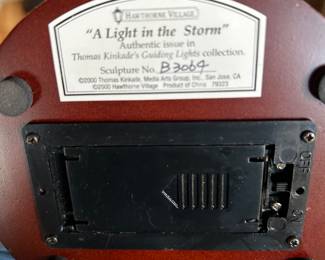 HAWTHORNE VILLAGE
"A Light in the Storm"
Authentic issue in
Thomas Kinkade's Guiding Lights collection.
Sculpture No. B3064
©2000 Thomas Kinkade, Media Arts Group, Inc., San Jose, CA
©2000 Hawthorne Village Product of China 79323
OFF